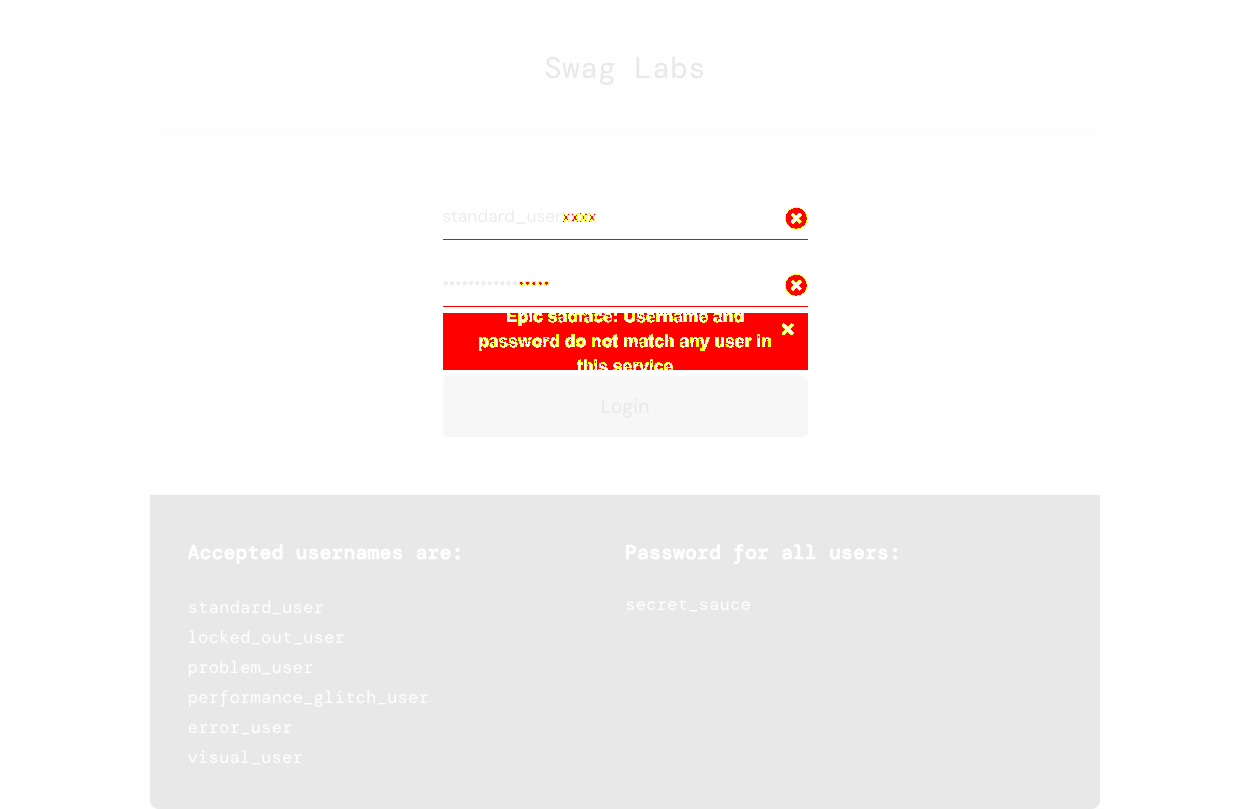 Swag Labs
standard_userxxxx
•••••••••••••••••
Epic sadface: Username and
password do not match any user in
this service
Login
Accepted usernames are:
standard_user
locked_out_user
problem_user
performance_glitch_user
error_user
visual_user
Password for all users:
secret_sauce